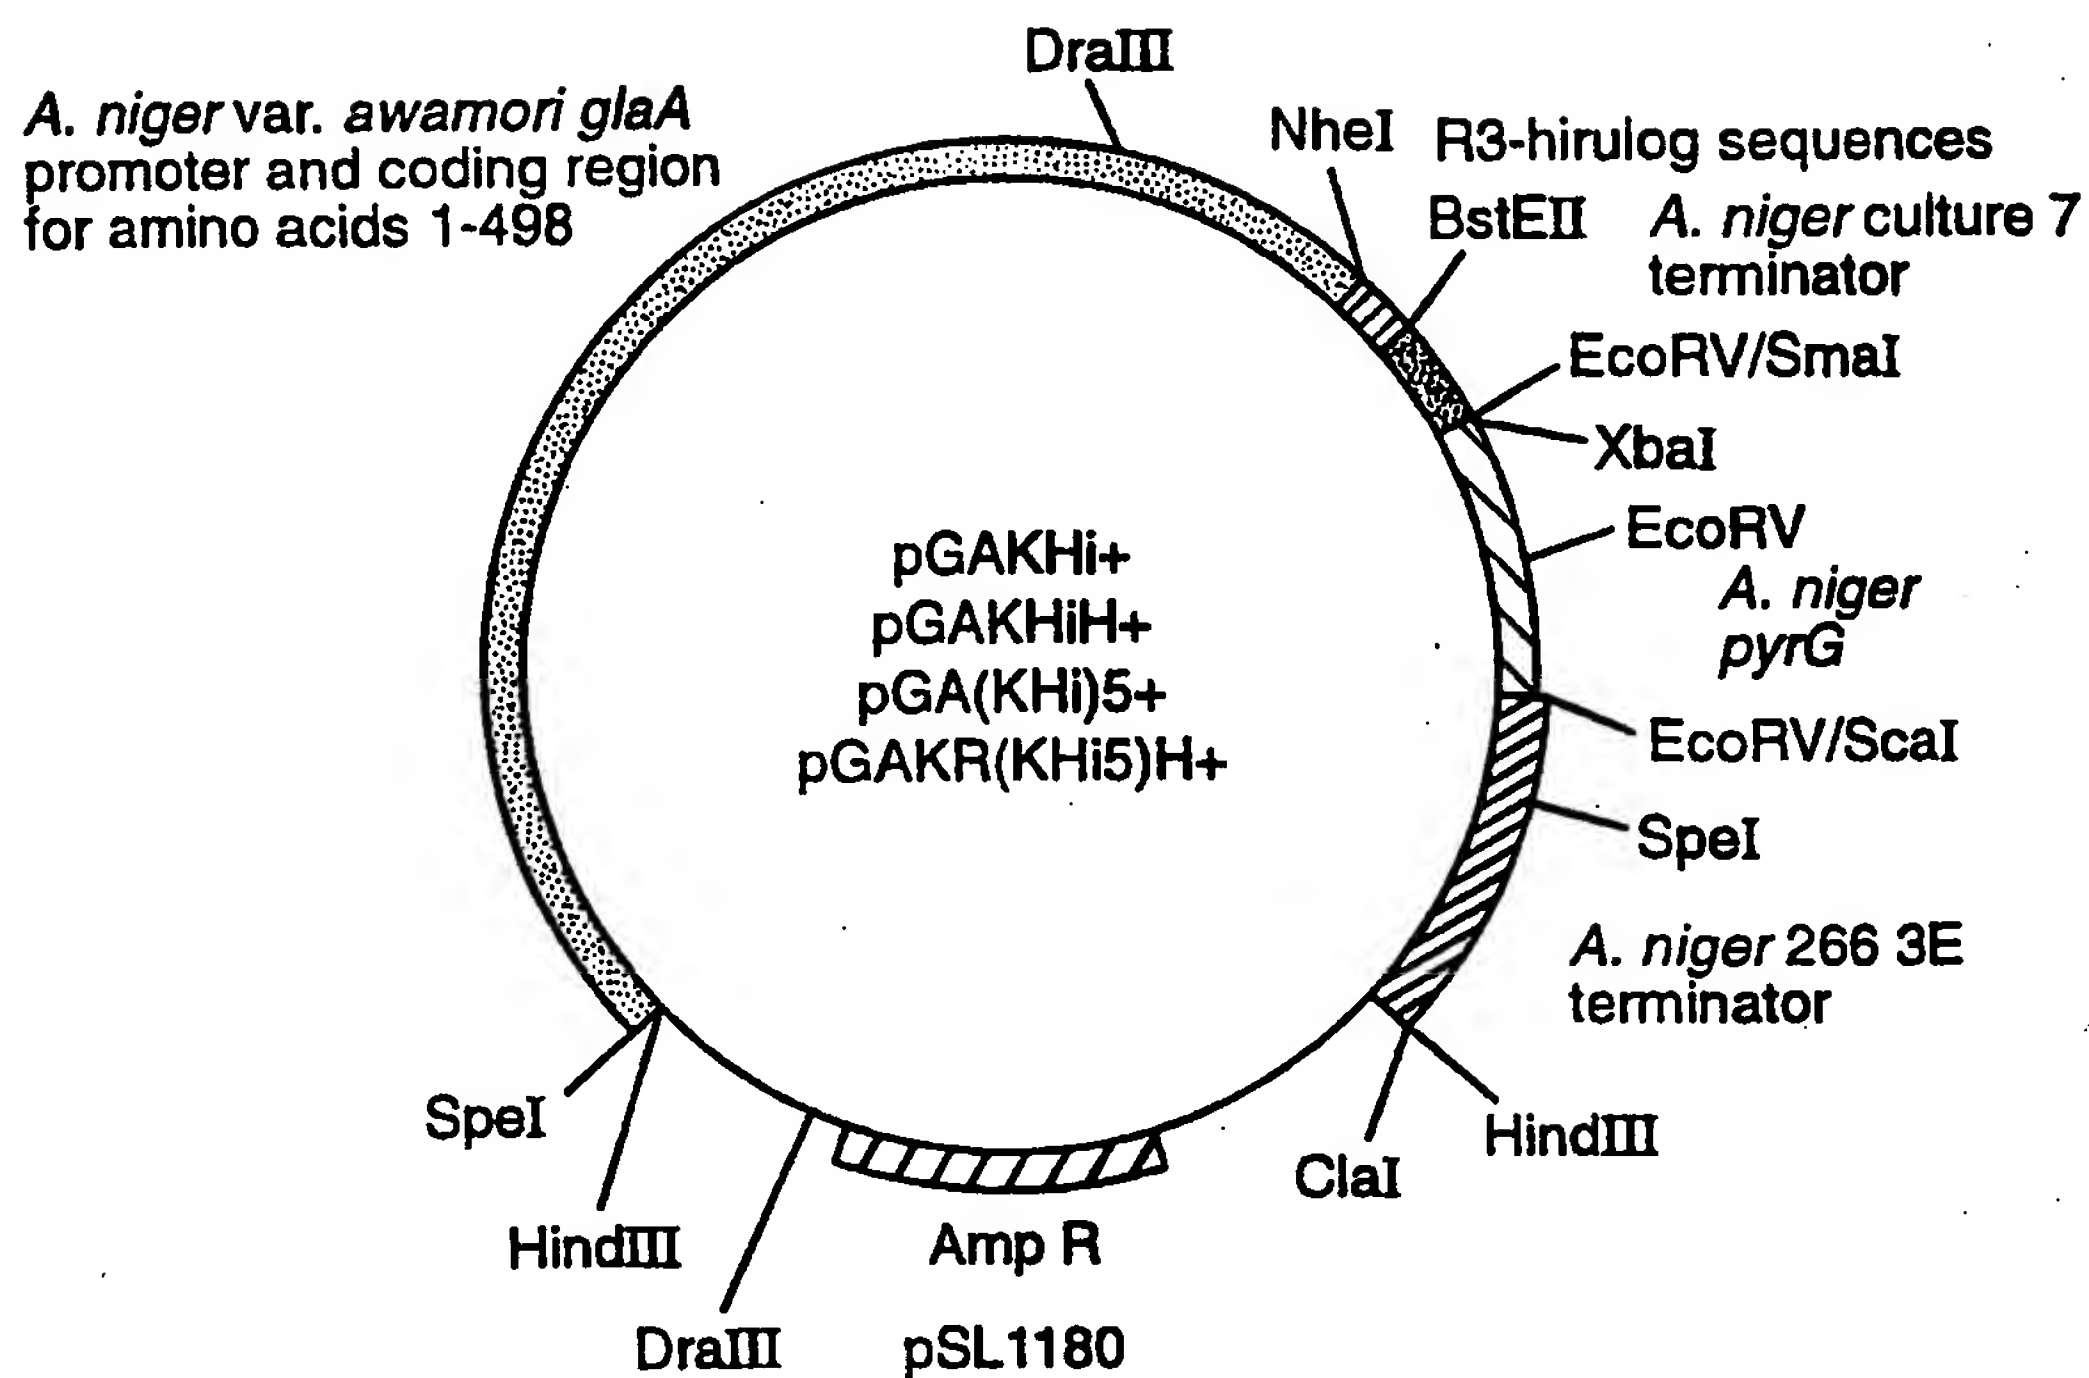 DraIII
A. niger var. awamori glaA
promoter and coding region
for amino acids 1-498
NheI
R3-hirulog sequences
BstEII
A. niger culture 7
terminator
EcoRV/SmaI
XbaI
EcoRV
A. niger
pyrG
pGAKHi+
pGAKHiH+
pGA(KHi)5+
pGAKR(KHi5)H+
EcoRV/ScaI
SpeI
A. niger 266 3E
terminator
HindIII
ClaI
SpeI
HindIII
DraIII
Amp R
pSL1180